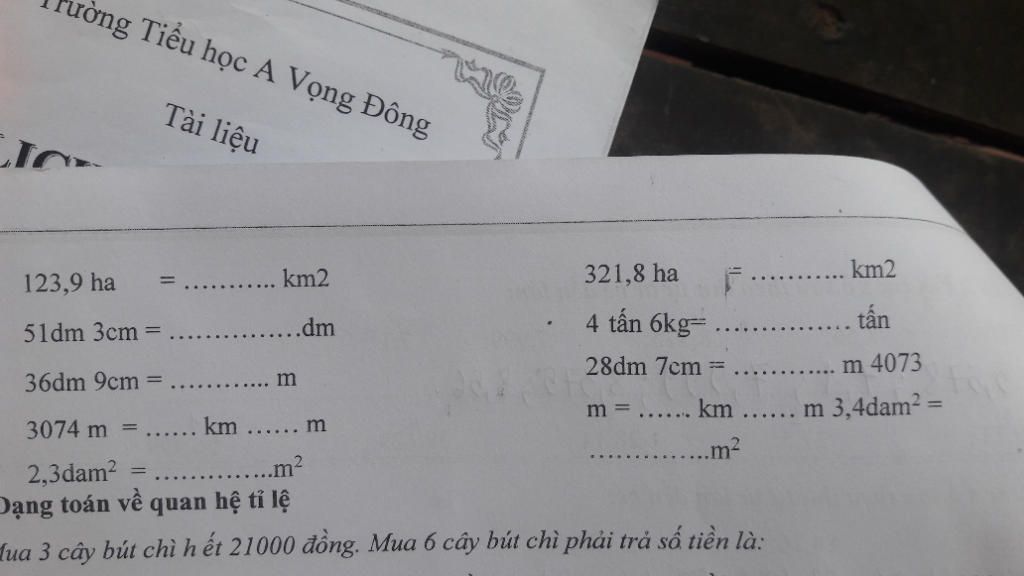 Trường Tiểu học A Vọng Đông
Tài liệu
123,9 ha = ……….. km2
51dm 3cm = ……………dm
36dm 9cm = ……….. m
3074 m = …… km …… m
2,3dam² = …………..m²
321,8 ha = ……….. km2
4 tấn 6kg= ……………. tấn
28dm 7cm = ……….. m 4073
m = ……. km …… m 3,4dam² =
…………..m²
Dạng toán về quan hệ tỉ lệ
Mua 3 cây bút chì h ết 21000 đồng. Mua 6 cây bút chì phải trả số tiền là: